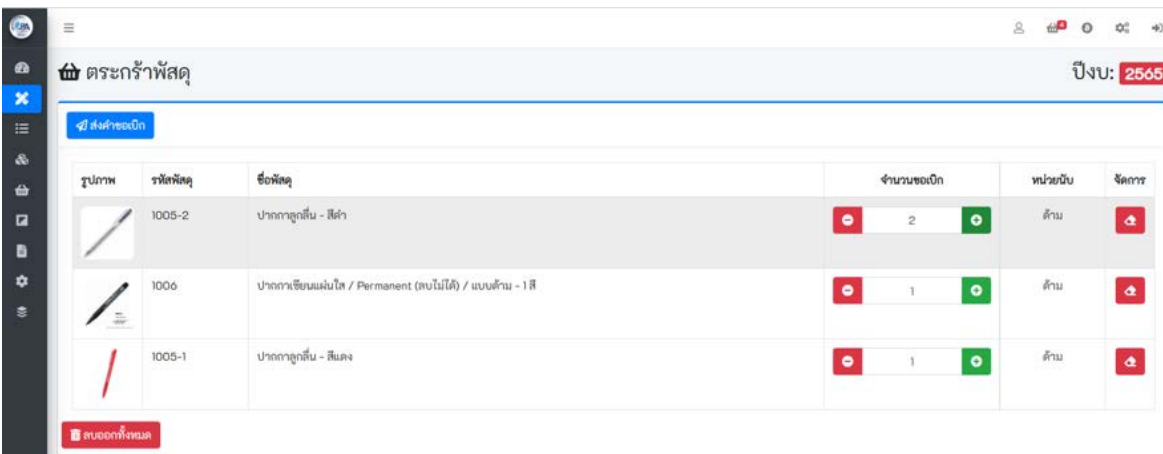 4
ตระกร้าพัสดุ ปีงบ: 2565
ส่งคำขอเบิก
รูปภาพ รหัสพัสดุ ชื่อพัสดุ จำนวนขอเบิก หน่วยนับ จัดการ
1005-2 ปากกาลูกลื่น - สีดำ 2 ด้าม
1006 ปากกาเขียนแผ่นใส / Permanent (ลบไม่ได้) / แบบด้าม - 1 สี 1 ด้าม
1005-1 ปากกาลูกลื่น - สีแดง 1 ด้าม
ลบออกทั้งหมด